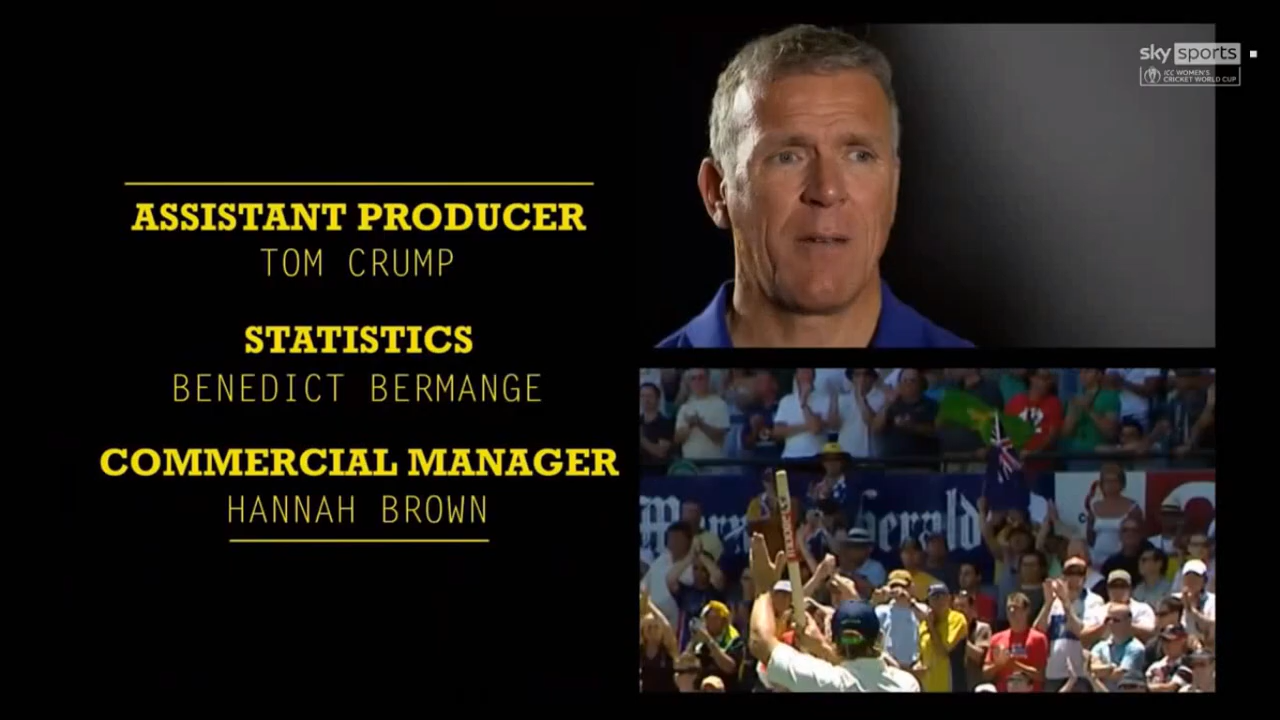 sky sports
ICC WOMEN'S
CRICKET WORLD CUP
ASSISTANT PRODUCER
TOM CRUMP
STATISTICS
BENEDICT BERMANGE
COMMERCIAL MANAGER
HANNAH BROWN
Herald